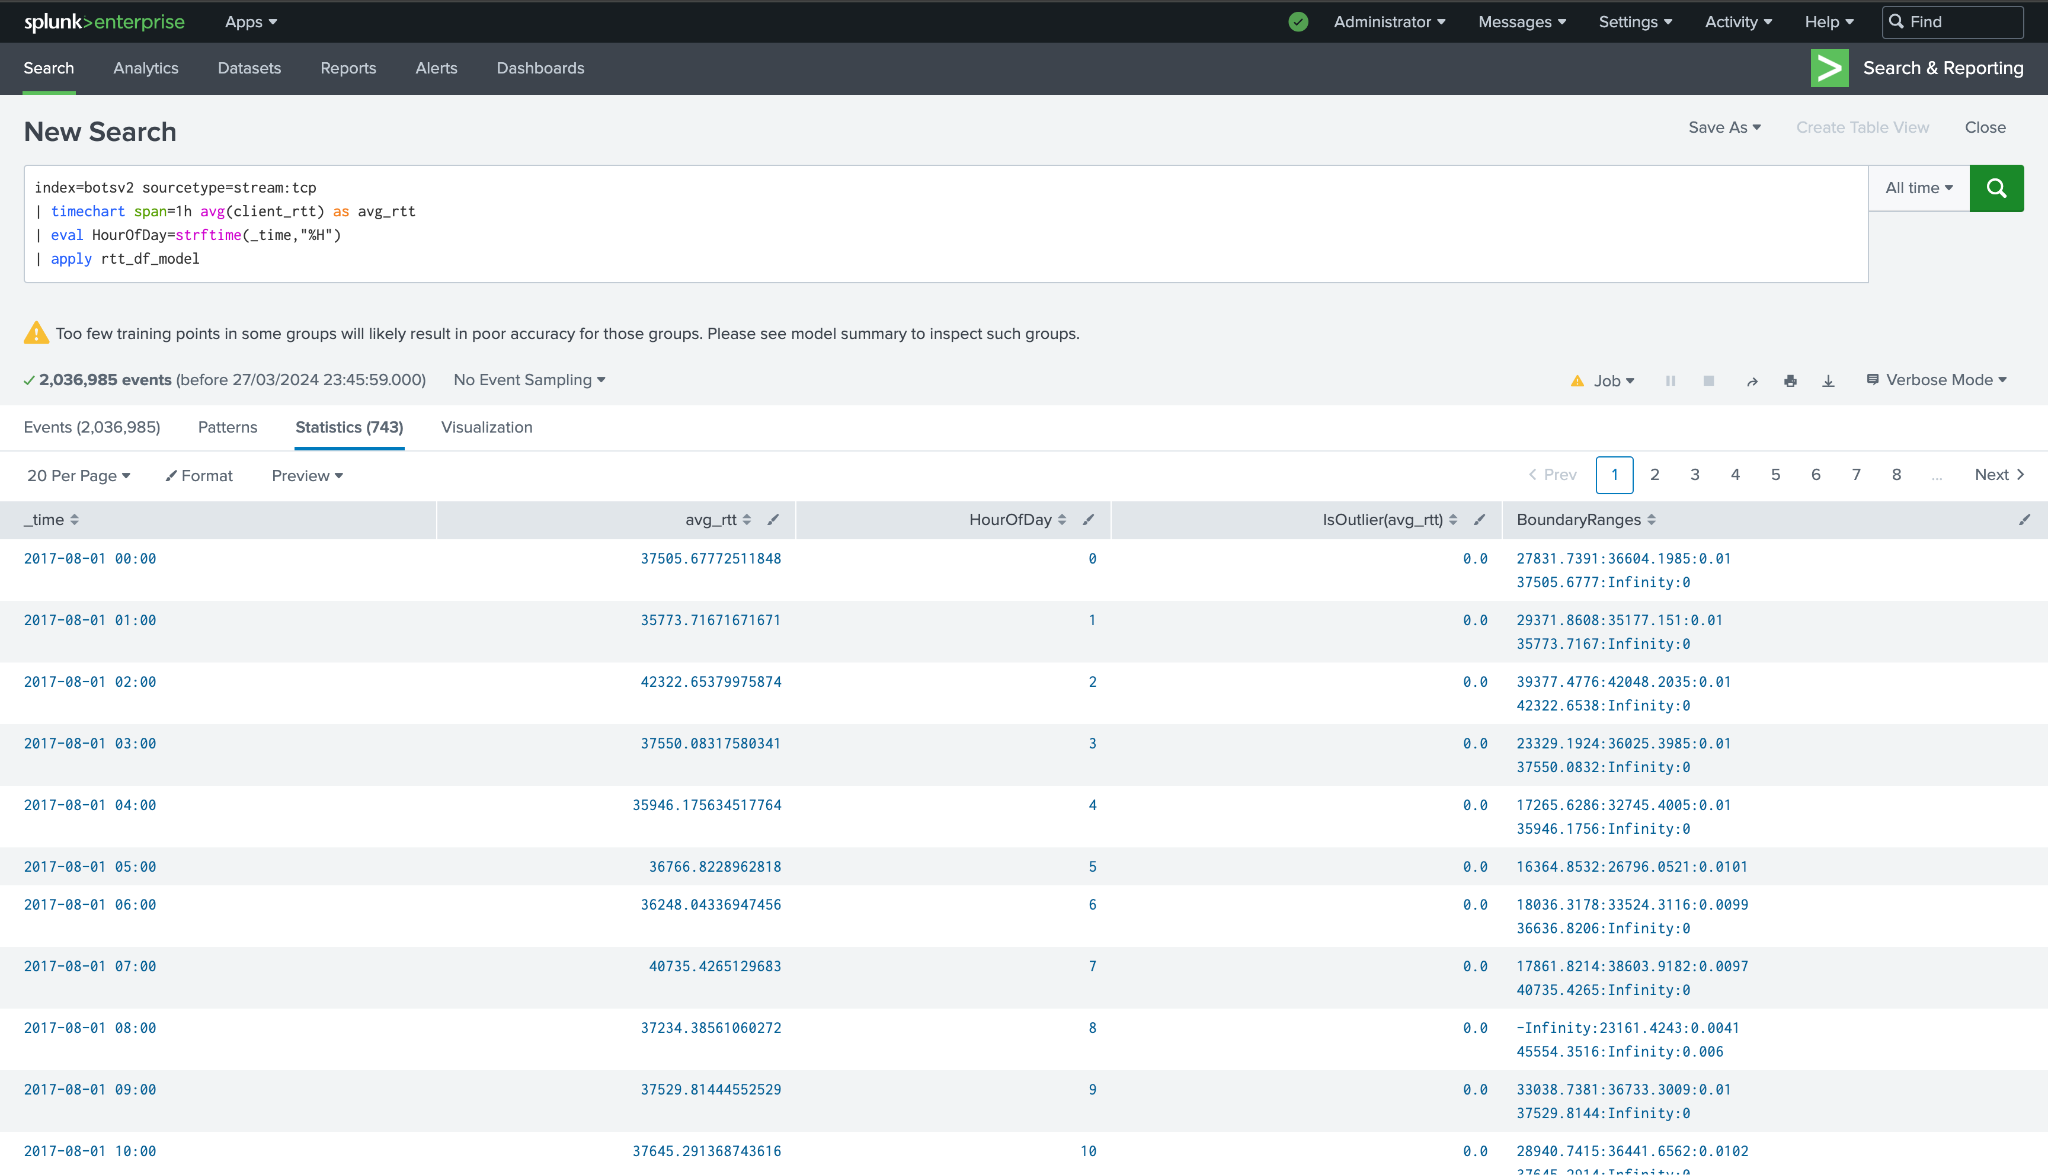 splunk>enterprise Apps Administrator Messages Settings Activity Help Find
Search Analytics Datasets Reports Alerts Dashboards Search & Reporting
New Search Save As Create Table View Close
index=botsv2 sourcetype=stream:tcp All time
| timechart span=1h avg(client_rtt) as avg_rtt
| eval HourOfDay=strftime(_time,"%H")
| apply rtt_df_model
Too few training points in some groups will likely result in poor accuracy for those groups. Please see model summary to inspect such groups.
2,036,985 events (before 27/03/2024 23:45:59.000) No Event Sampling Job Verbose Mode
Events (2,036,985) Patterns Statistics (743) Visualization
20 Per Page Format Preview < Prev 1 2 3 4 5 6 7 8 ... Next >
_time avg_rtt HourOfDay IsOutlier(avg_rtt) BoundaryRanges
2017-08-01 00:00 37505.67772511848 0 0.0 27831.7391:36604.1985:0.01
37505.6777:Infinity:0
2017-08-01 01:00 35773.71671671671 1 0.0 29371.8608:35177.151:0.01
35773.7167:Infinity:0
2017-08-01 02:00 42322.65379975874 2 0.0 39377.4776:42048.2035:0.01
42322.6538:Infinity:0
2017-08-01 03:00 37550.08317580341 3 0.0 23329.1924:36025.3985:0.01
37550.0832:Infinity:0
2017-08-01 04:00 35946.175634517764 4 0.0 17265.6286:32745.4005:0.01
35946.1756:Infinity:0
2017-08-01 05:00 36766.8228962818 5 0.0 16364.8532:26796.0521:0.0101
2017-08-01 06:00 36248.04336947456 6 0.0 18036.3178:33524.3116:0.0099
36636.8206:Infinity:0
2017-08-01 07:00 40735.4265129683 7 0.0 17861.8214:38603.9182:0.0097
40735.4265:Infinity:0
2017-08-01 08:00 37234.38561060272 8 0.0 -Infinity:23161.4243:0.0041
45554.3516:Infinity:0.006
2017-08-01 09:00 37529.81444552529 9 0.0 33038.7381:36733.3009:0.01
37529.8144:Infinity:0
2017-08-01 10:00 37645.291368743616 10 0.0 28940.7415:36441.6562:0.0102
37645.2914:Infinity:0